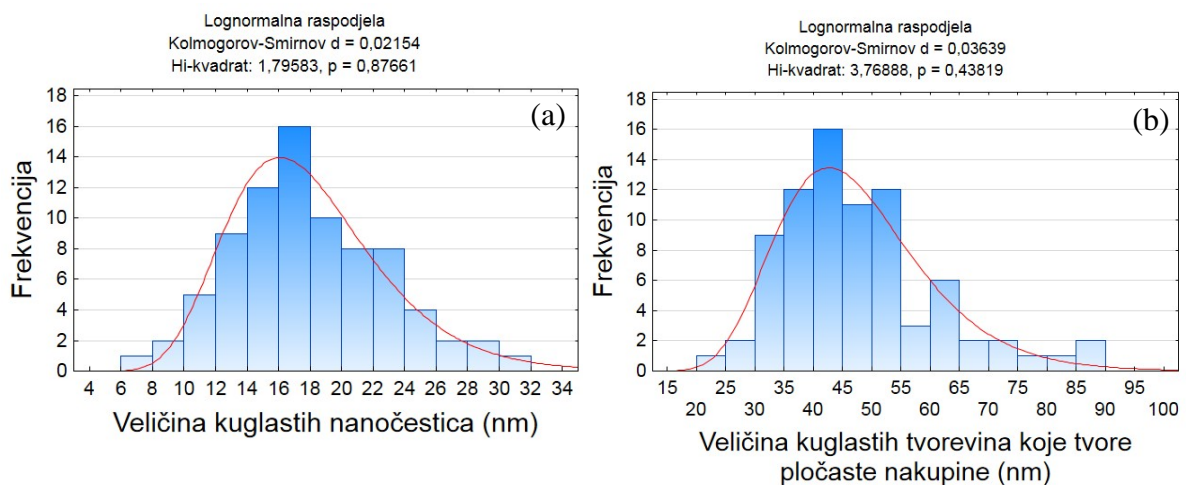 Lognormalna raspodjela
Kolmogorov-Smirnov d = 0,02154
Hi-kvadrat: 1,79583, p = 0,87661
(a)
18
16
14
12
10
8
6
4
2
0
Frekvencija
4 6 8 10 12 14 16 18 20 22 24 26 28 30 32 34
Veličina kuglastih nanočestica (nm)
Lognormalna raspodjela
Kolmogorov-Smirnov d = 0,03639
Hi-kvadrat: 3,76888, p = 0,43819
(b)
18
16
14
12
10
8
6
4
2
0
Frekvencija
15 25 35 45 55 65 75 85 95
20 30 40 50 60 70 80 90 100
Veličina kuglastih tvorevina koje tvore
pločaste nakupine (nm)